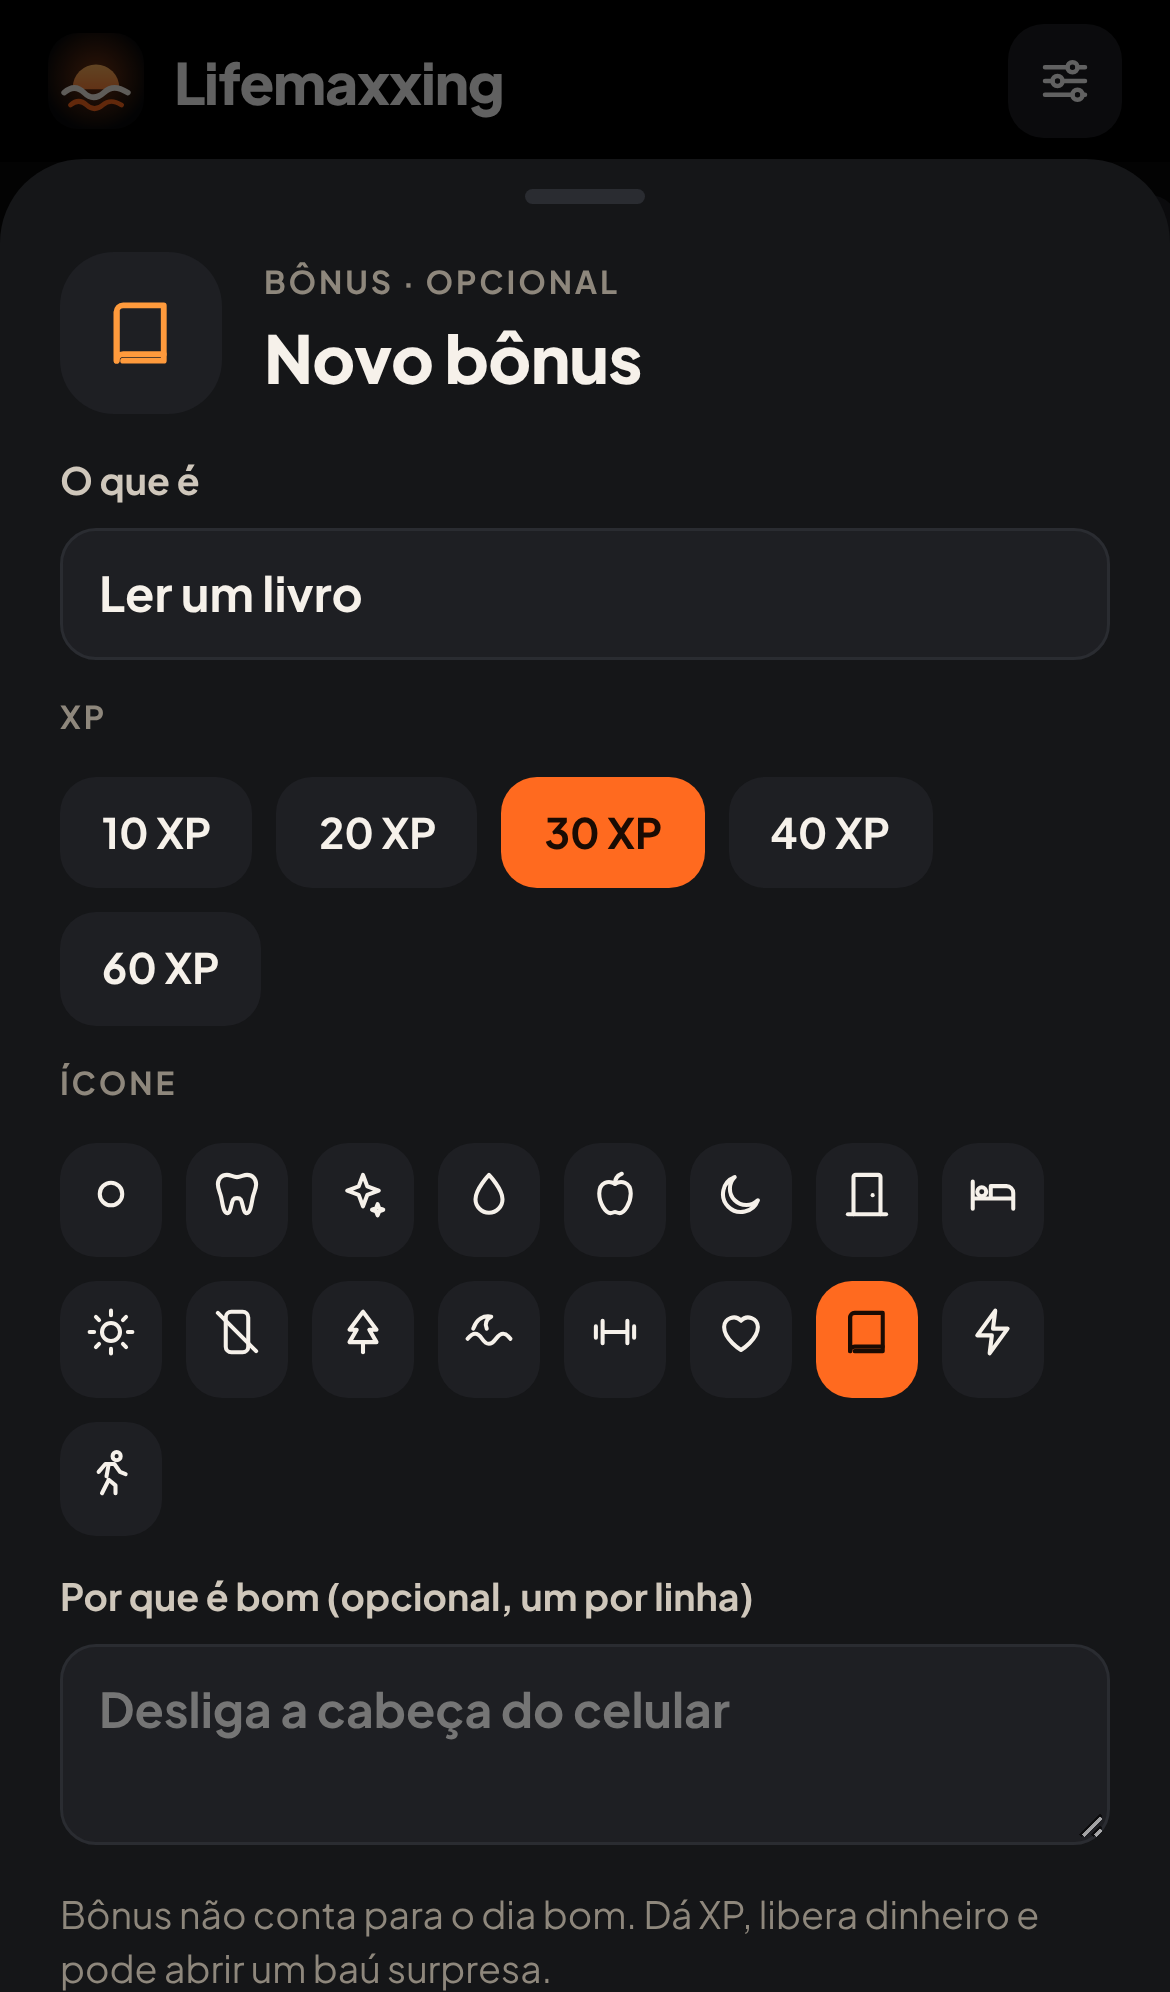 Lifemaxxing
BÔNUS · OPCIONAL
Novo bônus
O que é
Ler um livro
XP
10 XP
20 XP
30 XP
40 XP
60 XP
ÍCONE
Por que é bom (opcional, um por linha)
Desliga a cabeça do celular
Bônus não conta para o dia bom. Dá XP, libera dinheiro e
pode abrir um baú surpresa.